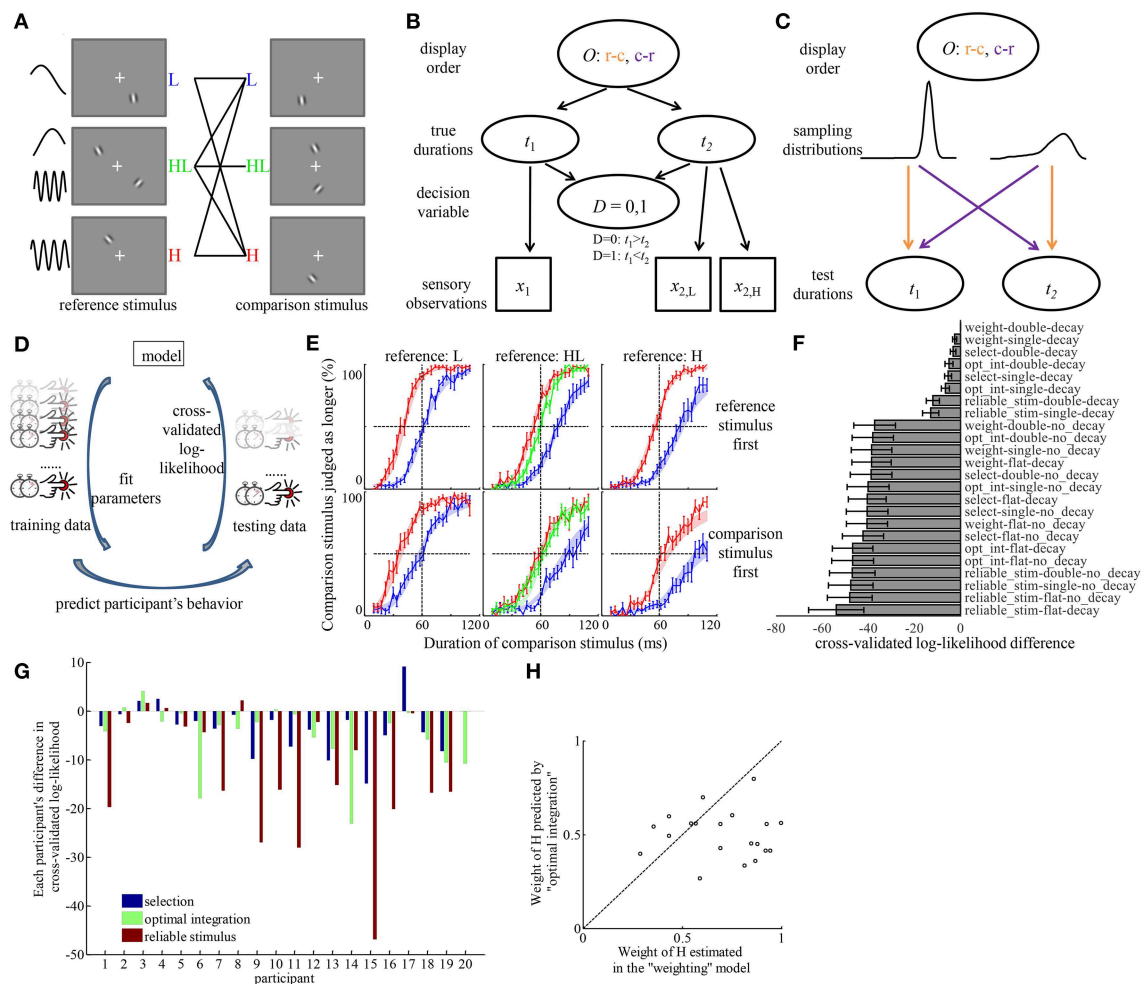 A
L
L
HL
HL
H
H
reference stimulus
comparison stimulus
B
display
order
O: r-c, c-r
true
durations
t1
t2
decision
variable
D = 0,1
D=0: t1>t2
D=1: t1<t2
sensory
observations
x1
x2,L
x2,H
C
display
order
O: r-c, c-r
sampling
distributions
test
durations
t1
t2
D
model
cross-
validated
log-
likelihood
fit
parameters
......
......
training data
testing data
predict participant's behavior
E
reference: L
reference: HL
reference: H
Comparison stimulus judged as longer (%)
100
0
100
0
reference
stimulus
first
comparison
stimulus
first
0
60
120
0
60
120
0
60
120
Duration of comparison stimulus (ms)
F
weight-double-decay
weight-single-decay
select-double-decay
opt_int-double-decay
select-single-decay
opt_int-single-decay
reliable_stim-double-decay
reliable_stim-single-decay
weight-double-no_decay
opt_int-double-no_decay
weight-single-no_decay
weight-flat-decay
select-double-no_decay
opt_int-single-no_decay
select-flat-decay
select-single-no_decay
weight-flat-no_decay
select-flat-no_decay
opt_int-flat-decay
opt_int-flat-no_decay
reliable_stim-double-no_decay
reliable_stim-single-no_decay
reliable_stim-flat-no_decay
reliable_stim-flat-decay
-80 -60 -40 -20 0
cross-validated log-likelihood difference
G
Each participant's difference in
cross-validated log-likelihood
10
0
-10
-20
-30
-40
-50
selection
optimal integration
reliable stimulus
1 2 3 4 5 6 7 8 9 10 11 12 13 14 15 16 17 18 19 20
participant
H
Weight of H predicted by
"optimal integration"
1
0.5
0
0
0.5
1
Weight of H estimated
in the "weighting" model